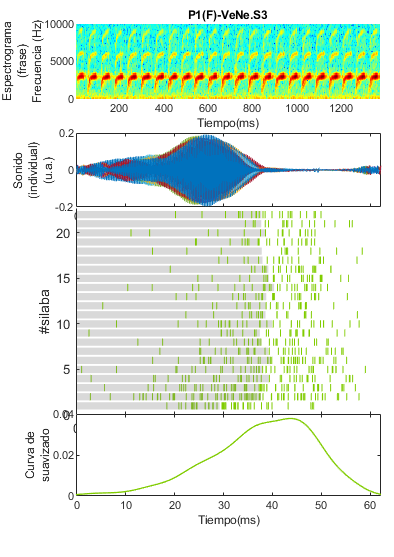 P1(F)-VeNe.S3
Espectrograma
(frase)
Frecuencia (Hz)
10000
5000
0
200 400 600 800 1000 1200
Tiempo(ms)
Sonido
(individual)
(u.a.)
0.2
0
-0.2
#silaba
20
15
10
5
Curva de
suavizado
0.04
0.02
0
0 10 20 30 40 50 60
Tiempo(ms)